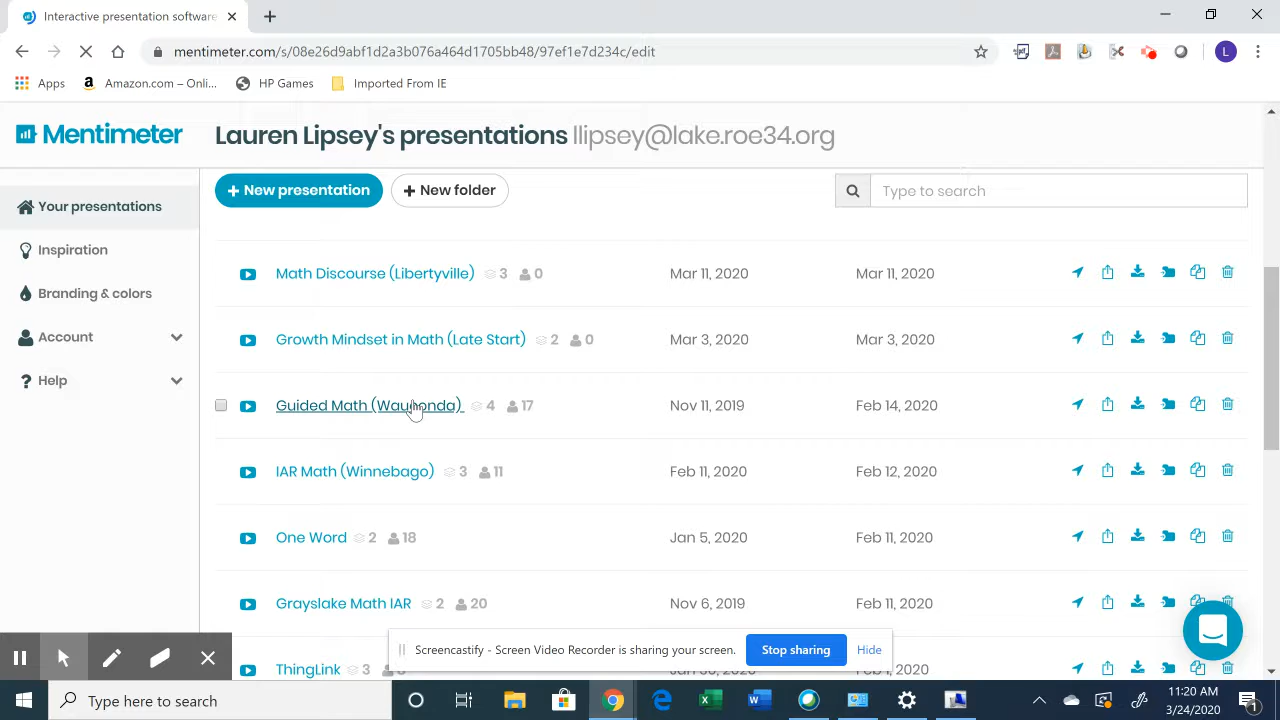 Interactive presentation software
mentimeter.com/s/08e26d9abf1d2a3b076a464d1705bb48/97ef1e7d234c/edit
L
Apps
Amazon.com – Onli...
HP Games
Imported From IE
Mentimeter
Lauren Lipsey's presentations llipsey@lake.roe34.org
+ New presentation
+ New folder
Type to search
Your presentations
Inspiration
Branding & colors
Account
? Help
Math Discourse (Libertyville) 3 0 Mar 11, 2020 Mar 11, 2020
Growth Mindset in Math (Late Start) 2 0 Mar 3, 2020 Mar 3, 2020
Guided Math (Wauconda) 4 17 Nov 11, 2019 Feb 14, 2020
IAR Math (Winnebago) 3 11 Feb 11, 2020 Feb 12, 2020
One Word 2 18 Jan 5, 2020 Feb 11, 2020
Grayslake Math IAR 2 20 Nov 6, 2019 Feb 11, 2020
ThingLink 3
Screencastify - Screen Video Recorder is sharing your screen.
Stop sharing
Hide
Type here to search
11:20 AM
3/24/2020
1